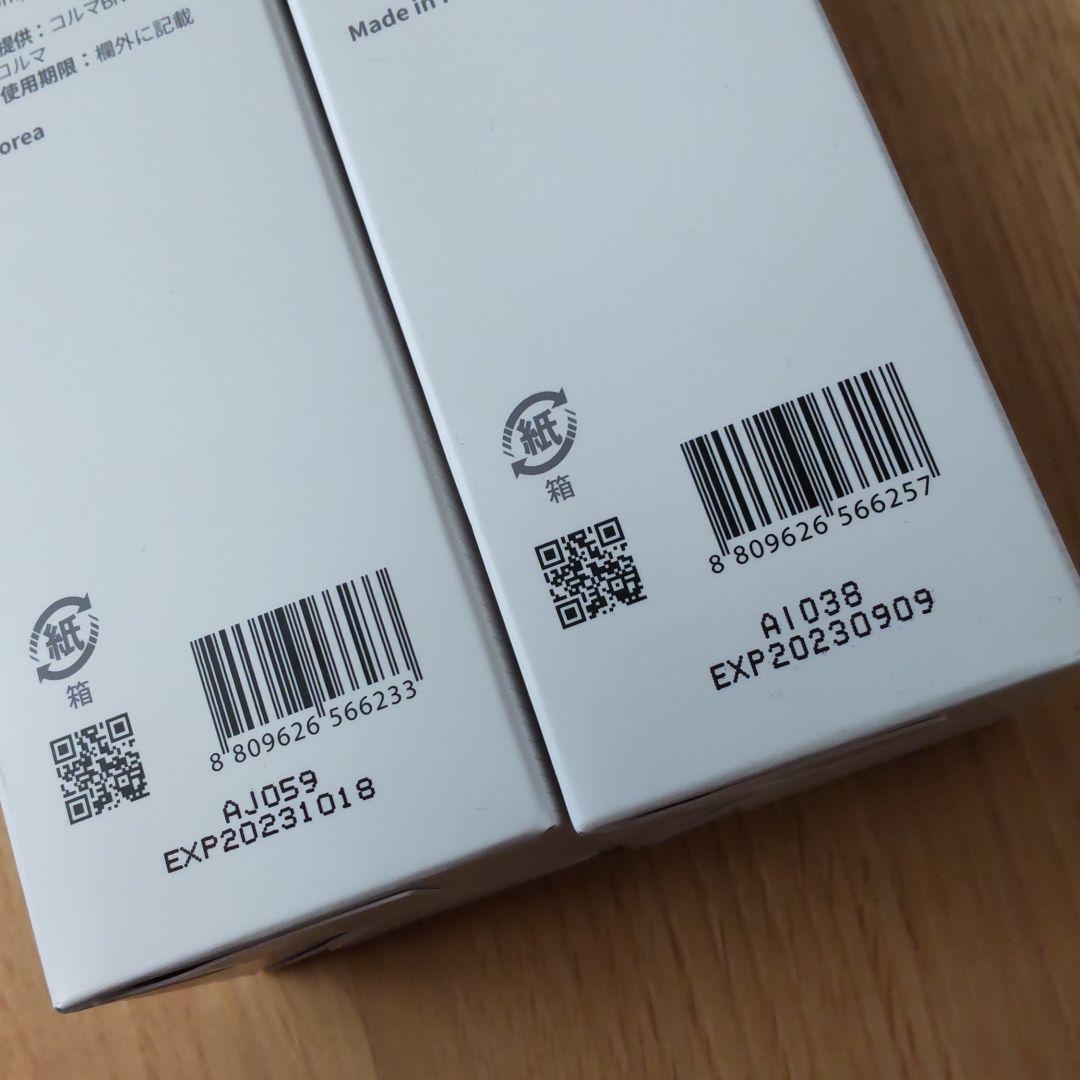 提供：コルマBN
コルマ
使用期限：欄外に記載
orea
紙
箱
8 809626 566233
AJ059
EXP20231018
Made in
紙
箱
8 809626 566257
AI038
EXP20230909